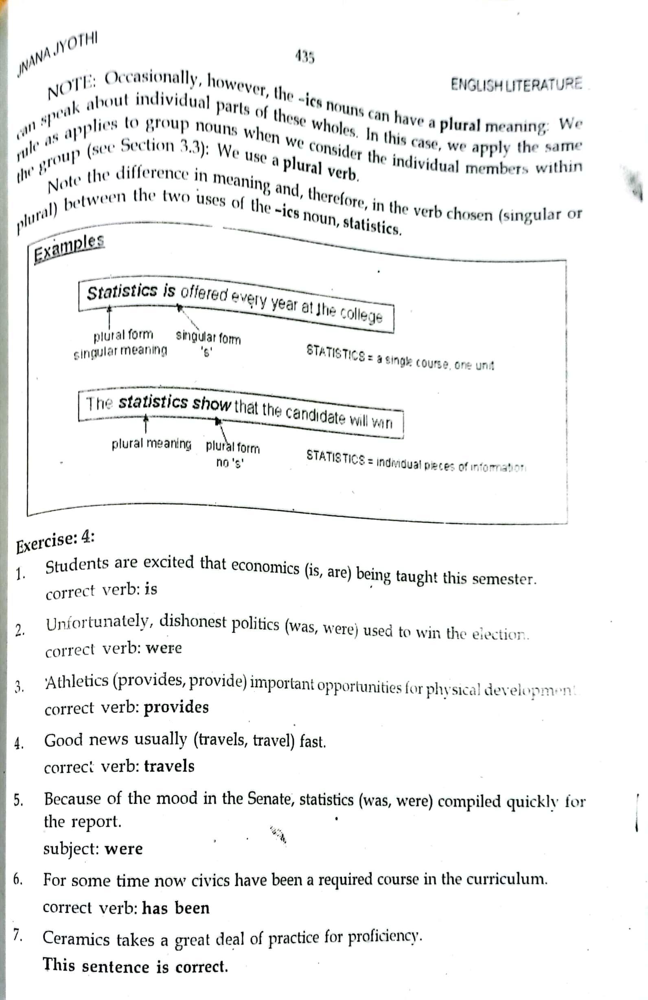 JNANA JYOTHI
435
ENGLISH LITERATURE
NOTE: Occasionally, however, the -ics nouns can have a plural meaning: We
can speak about individual parts of these wholes. In this case, we apply the same
rule as applies to group nouns when we consider the individual members within
the group (see Section 3.3): We use a plural verb.
Note the difference in meaning and, therefore, in the verb chosen (singular or
plural) between the two uses of the -ics noun, statistics.
Examples
Statistics is offered every year at the college
plural form singular form
singular meaning 's'
STATISTICS = a single course, one unit
The statistics show that the candidate will win
plural meaning plural form
no 's'
STATISTICS = individual pieces of information
Exercise: 4:
1. Students are excited that economics (is, are) being taught this semester.
correct verb: is
2. Unfortunately, dishonest politics (was, were) used to win the election.
correct verb: were
3. 'Athletics (provides, provide) important opportunities for physical development
correct verb: provides
4. Good news usually (travels, travel) fast.
correct verb: travels
5. Because of the mood in the Senate, statistics (was, were) compiled quickly for
the report.
subject: were
6. For some time now civics have been a required course in the curriculum.
correct verb: has been
7. Ceramics takes a great deal of practice for proficiency.
This sentence is correct.